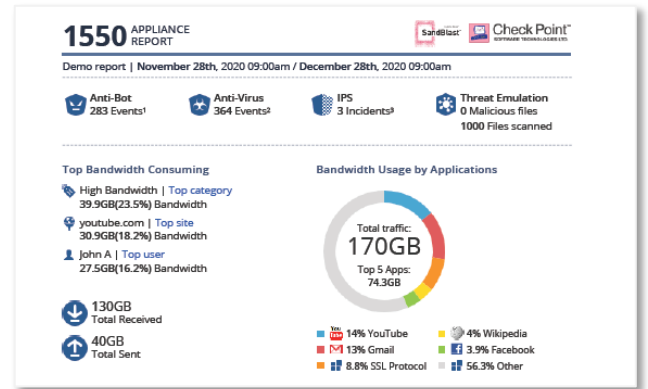 1550 APPLIANCE REPORT
SandBlast
Check Point
SOFTWARE TECHNOLOGIES LTD.
Demo report | November 28th, 2020 09:00am / December 28th, 2020 09:00am
Anti-Bot
283 Events¹
Anti-Virus
364 Events²
IPS
3 Incidents³
Threat Emulation
0 Malicious files
1000 Files scanned
Top Bandwidth Consuming
High Bandwidth | Top category
39.9GB(23.5%) Bandwidth
youtube.com | Top site
30.9GB(18.2%) Bandwidth
John A | Top user
27.5GB(16.2%) Bandwidth
130GB
Total Received
40GB
Total Sent
Bandwidth Usage by Applications
Total traffic:
170GB
Top 5 Apps:
74.3GB
You
14% YouTube
13% Gmail
8.8% SSL Protocol
4% Wikipedia
3.9% Facebook
56.3% Other